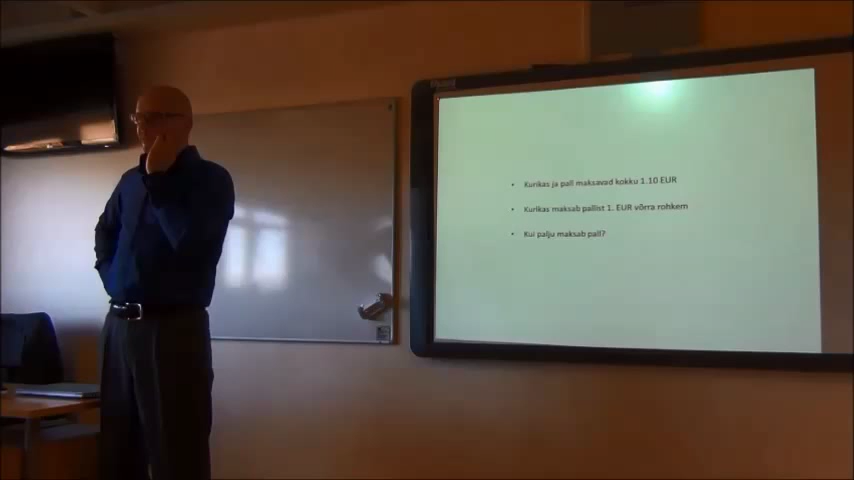 Kurikas ja pall maksavad kokku 1.10 EUR
Kurikas maksab pallist 1. EUR võrra rohkem
Kui palju maksab pall?